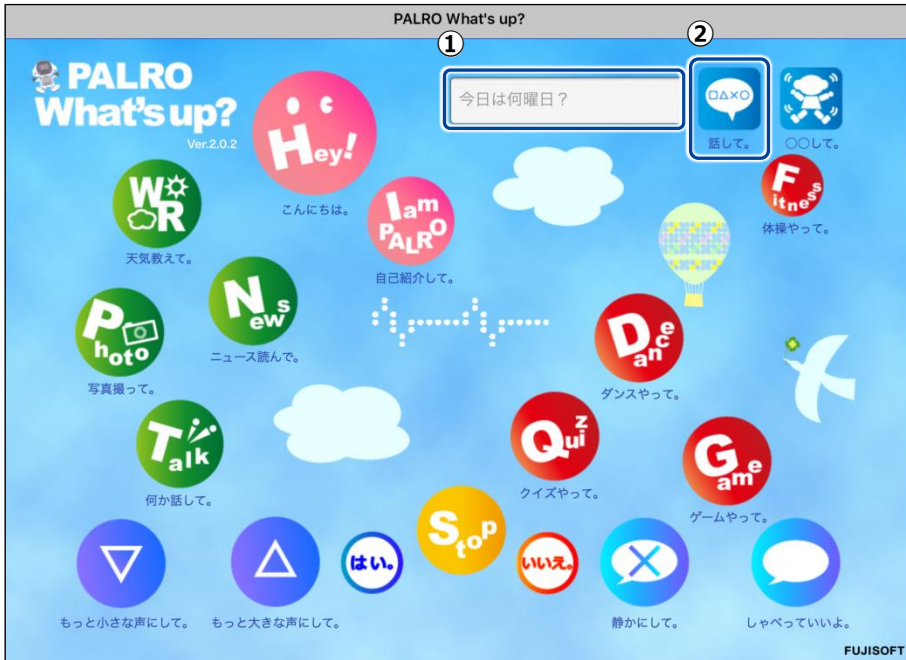 PALRO What's up?
①
②
PALRO
What's up?
Ver.2.0.2
Hey!
こんにちは。
今日は何曜日？
□△×○
話して。
○○して。
WR
天気教えて。
I am PALRO
自己紹介して。
Fitness
体操やって。
News
ニュース読んで。
Photo
写真撮って。
Dance
ダンスやって。
Talk
何か話して。
Quiz
クイズやって。
Game
ゲームやって。
Stop
はい。
いいえ。
もっと小さな声にして。
もっと大きな声にして。
静かにして。
しゃべっていいよ。
FUJISOFT